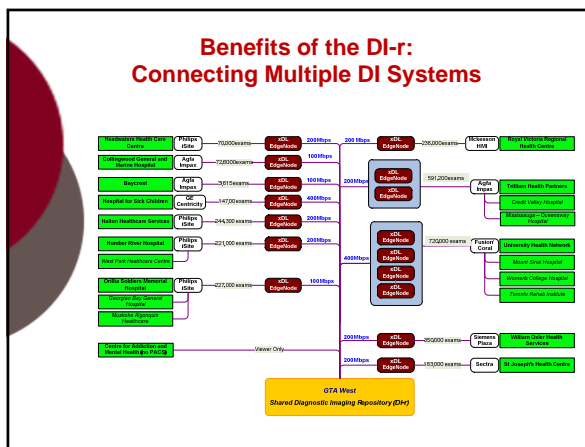 Benefits of the DI-r:
Connecting Multiple DI Systems
Headwaters Health Care
Centre
Philips
iSite
70,000exams
xDL
EdgeNode
200Mbps
Collingwood General and
Marine Hospital
Agfa
Impax
72,600exams
xDL
EdgeNode
100Mbps
Baycrest
Agfa
Impax
xDL
EdgeNode
100Mbps
Hospital for Sick Children
GE
Centricity
xDL
EdgeNode
400Mbps
Halton Healthcare Services
Philips
iSite
244,300 exams
xDL
EdgeNode
200Mbps
Humber River Hospital
Philips
iSite
221,000 exams
xDL
EdgeNode
200Mbps
West Park Healthcare Centre
Orillia Soldiers Memorial
Hospital
Philips
iSite
227,000 exams
xDL
EdgeNode
100Mbps
Georgian Bay General
Hospital
Muskoka Algonquin
Healthcare
Centre for Addiction and
Mental Health(no PACS)
Viewer Only
200 Mbps
xDL
EdgeNode
236,000exams
Mckesson
HMI
Royal Victoria Regional
Health Centre
200Mbps
xDL
EdgeNode
xDL
EdgeNode
591,200exams
Agfa
Impax
Trillium Health Partners
Credit Valley Hospital
Mississauga – Queensway
Hospital
400Mbps
xDL
EdgeNode
xDL
EdgeNode
xDL
EdgeNode
xDL
EdgeNode
720,000 exams
Fusion/
Coral
University Health Network
Mount Sinai Hospital
Women's College Hospital
Toronto Rehab Institute
200Mbps
xDL
EdgeNode
350,000 exams
Siemens
Plaza
William Osler Health
Services
200Mbps
xDL
EdgeNode
163,000 exams
Sectra
St Joseph's Health Centre
GTA West
Shared Diagnostic Imaging Repository (DI-r)